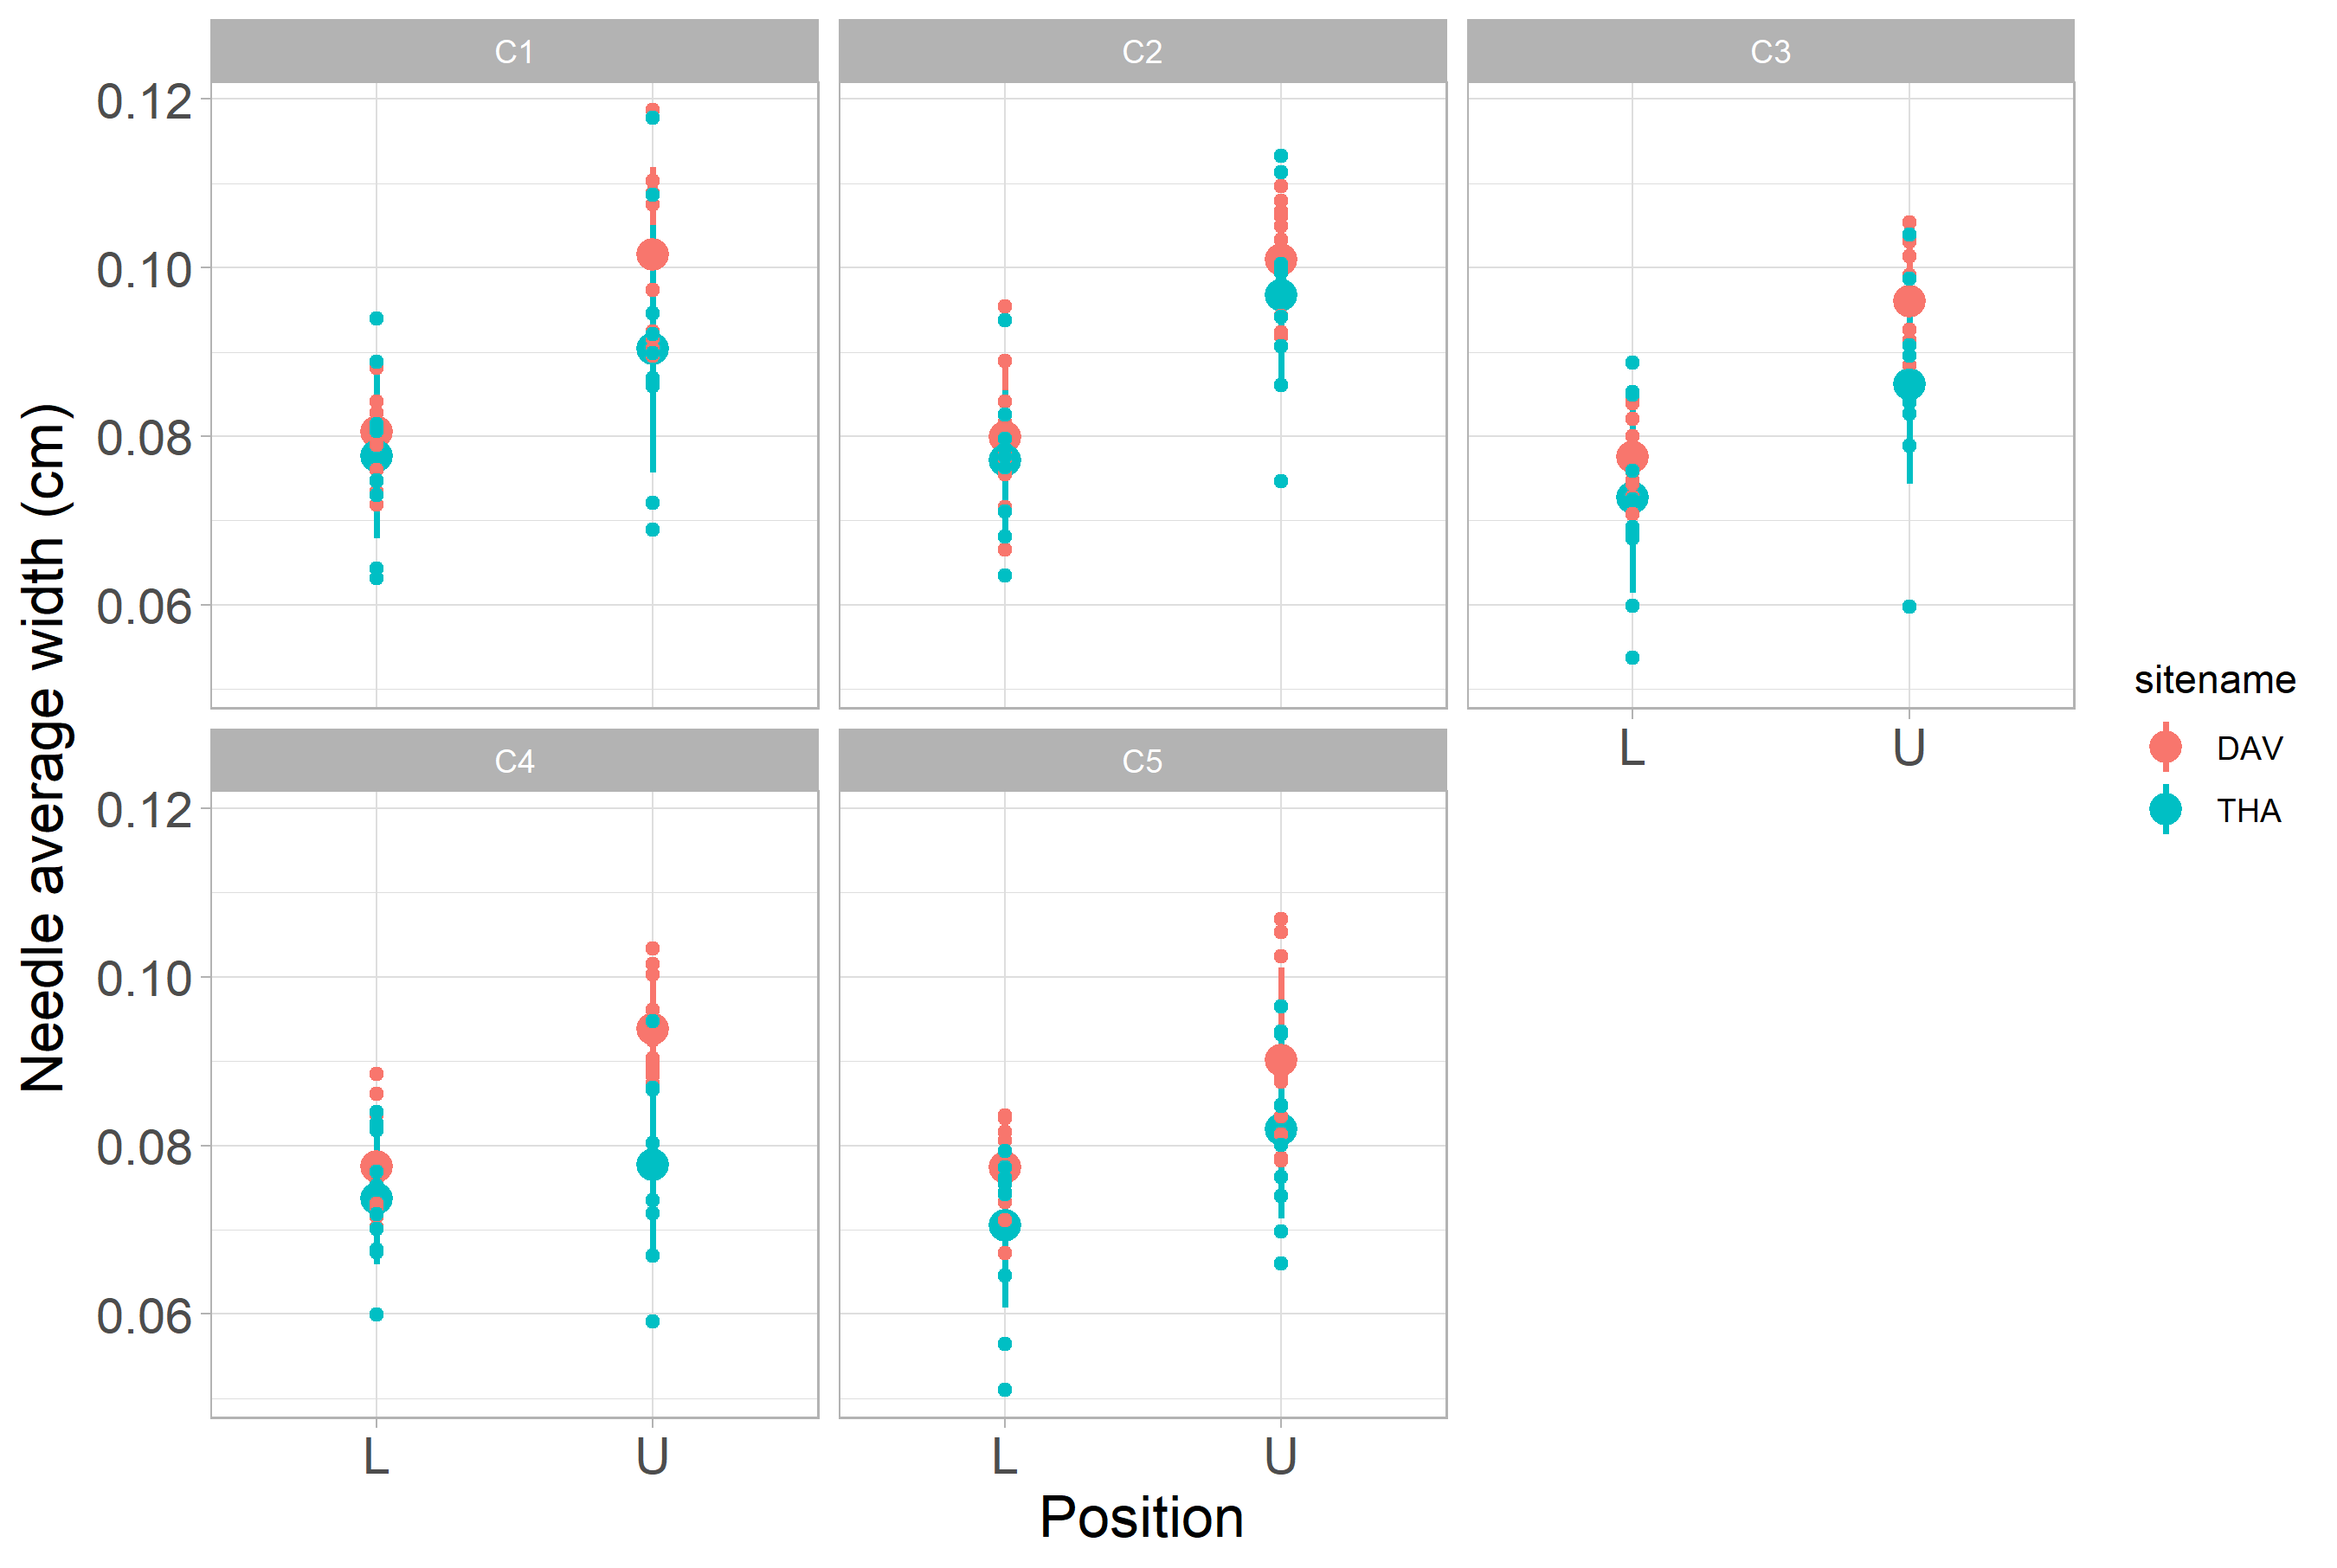 C1
C2
C3
0.12
0.10
0.08
0.06
L
U
C4
C5
0.12
0.10
0.08
0.06
L
U
L
U
Needle average width (cm)
Position
sitename
DAV
THA